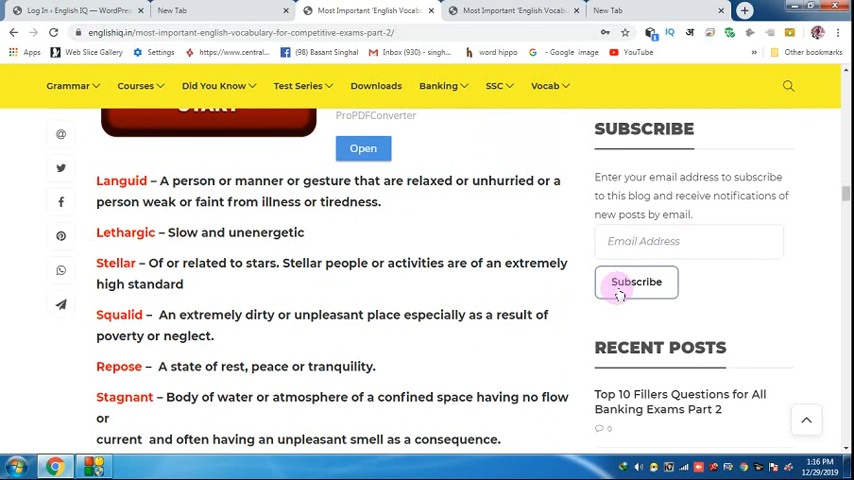 Log In ‹ English IQ — WordPres
New Tab
Most Important 'English Vocab
Most Important 'English Vocab
New Tab
englishiq.in/most-important-english-vocabulary-for-competitive-exams-part-2/
Apps
Web Slice Gallery
Settings
https://www.central...
(98) Basant Singhal
Inbox (930) - singh...
word hippo
- Google image
YouTube
Other bookmarks
Grammar
Courses
Did You Know
Test Series
Downloads
Banking
SSC
Vocab
START
ProPDFConverter
Open
Languid – A person or manner or gesture that are relaxed or unhurried or a
person weak or faint from illness or tiredness.
Lethargic – Slow and unenergetic
Stellar – Of or related to stars. Stellar people or activities are of an extremely
high standard
Squalid – An extremely dirty or unpleasant place especially as a result of
poverty or neglect.
Repose – A state of rest, peace or tranquility.
Stagnant – Body of water or atmosphere of a confined space having no flow
or
current and often having an unpleasant smell as a consequence.
SUBSCRIBE
Enter your email address to subscribe
to this blog and receive notifications of
new posts by email.
Email Address
Subscribe
RECENT POSTS
Top 10 Fillers Questions for All
Banking Exams Part 2
0
1:16 PM
12/29/2019